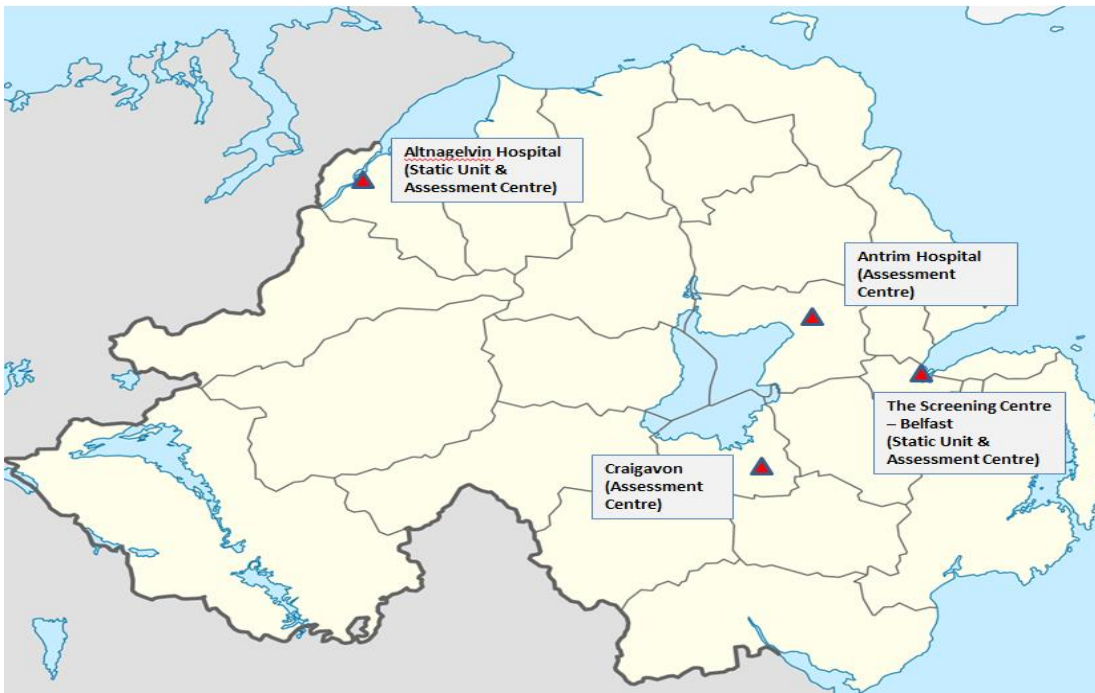 Altnagelvin Hospital
(Static Unit &
Assessment Centre)
Antrim Hospital
(Assessment
Centre)
The Screening Centre
– Belfast
(Static Unit &
Assessment Centre)
Craigavon
(Assessment
Centre)